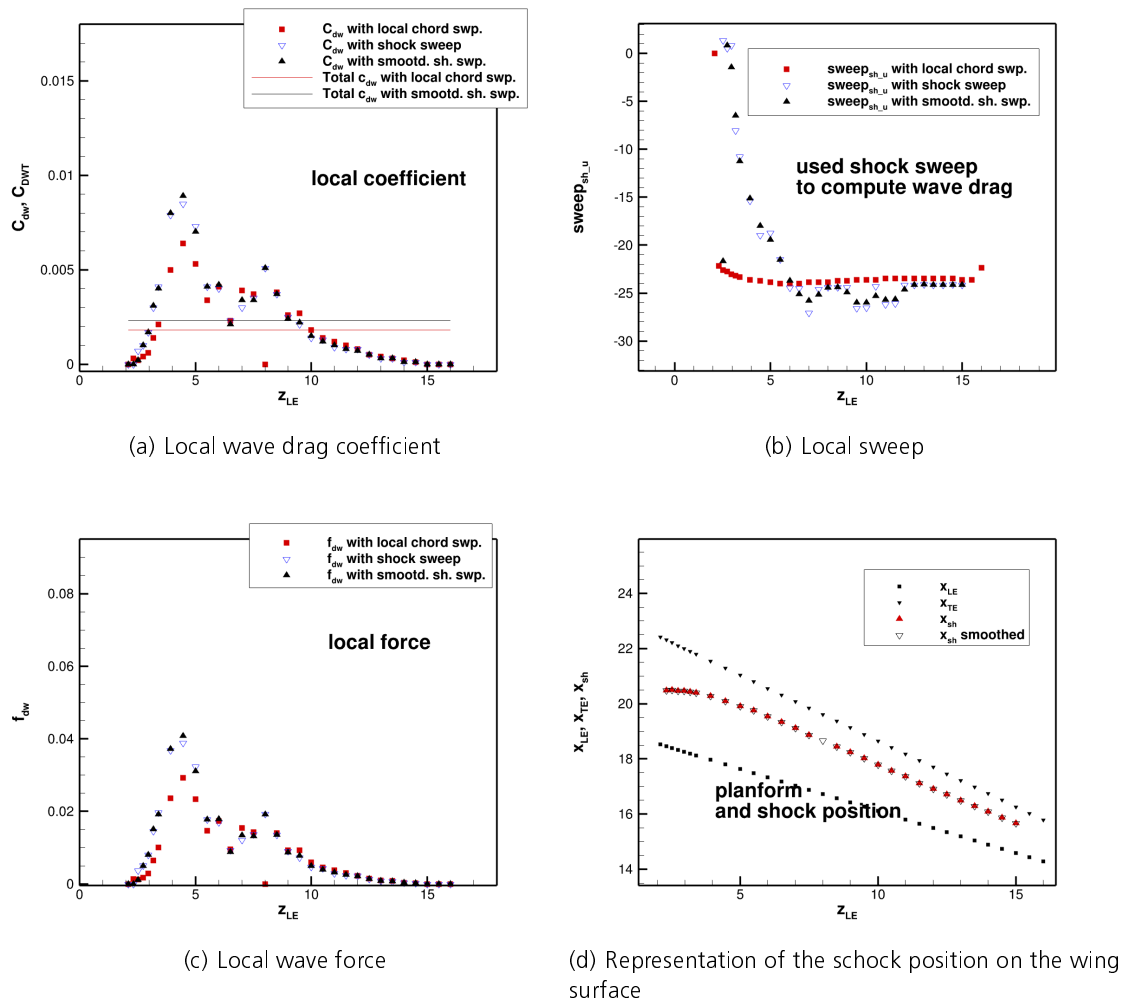 C_dw with local chord swp.
C_dw with shock sweep
C_dw with smootd. sh. swp.
Total c_dw with local chord swp.
Total c_dw with smootd. sh. swp.
local coefficient
C_dw, C_DWT
0.015
0.01
0.005
0
0 5 10 15
z_LE
(a) Local wave drag coefficient
sweep_sh_u with local chord swp.
sweep_sh_u with shock sweep
sweep_sh_u with smootd. sh. swp.
used shock sweep
to compute wave drag
sweep_sh_u
0
-5
-10
-15
-20
-25
-30
0 5 10 15
z_LE
(b) Local sweep
f_dw with local chord swp.
f_dw with shock sweep
f_dw with smootd. sh. swp.
local force
f_dw
0.08
0.06
0.04
0.02
0
0 5 10 15
z_LE
(c) Local wave force
x_LE
x_TE
x_sh
x_sh smoothed
x_LE, x_TE, x_sh
24
22
20
18
16
14
planform
and shock position
5 10 15
z_LE
(d) Representation of the schock position on the wing
surface